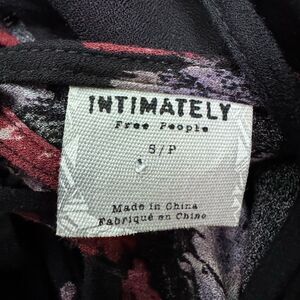 INTIMATELY
Free People
S/P
Made in China
Fabriqué en Chine